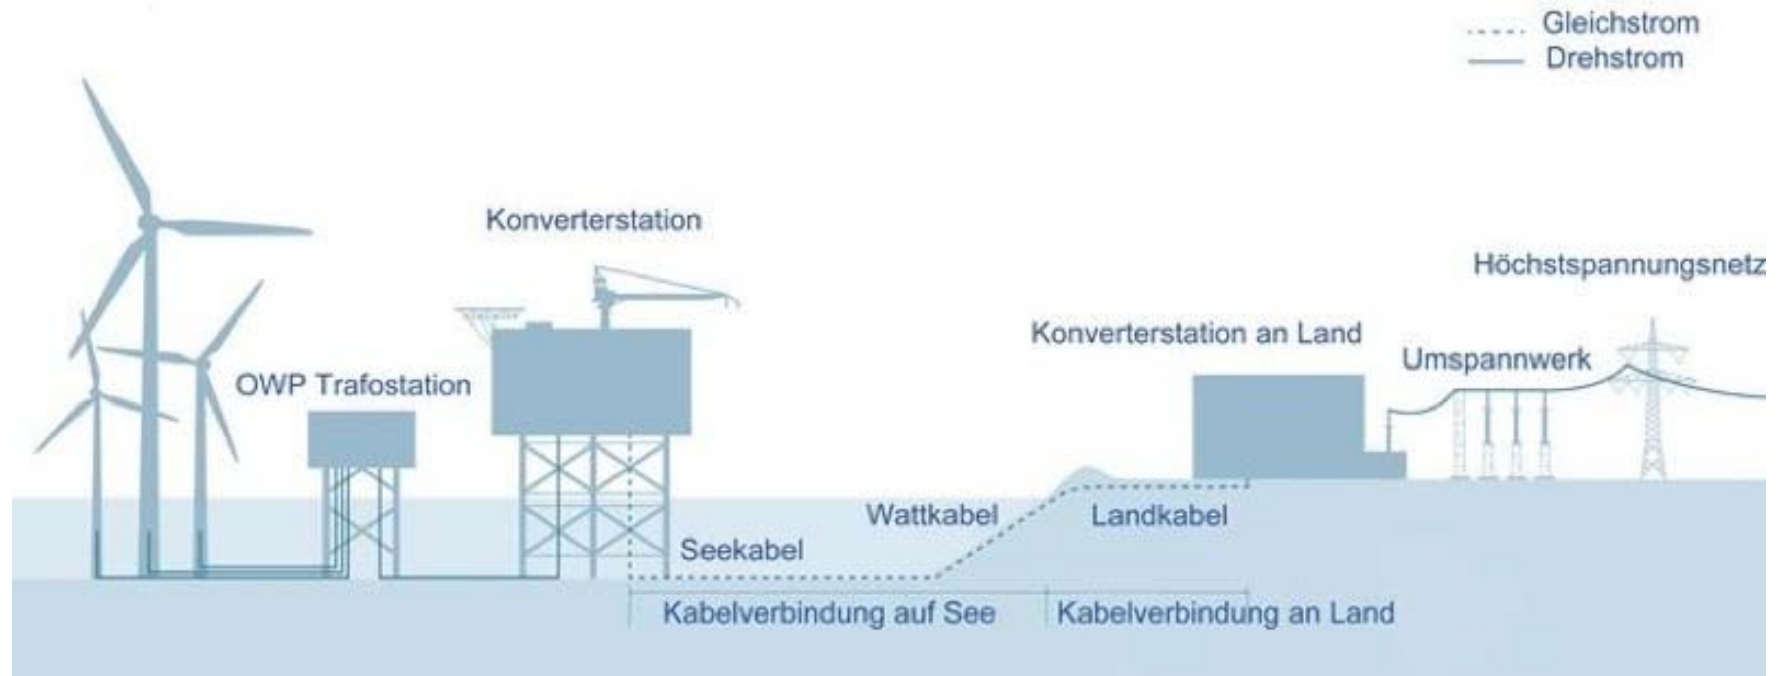 Gleichstrom
Drehstrom
Konverterstation
Höchstspannungsnetz
Konverterstation an Land
Umspannwerk
OWP Trafostation
Wattkabel
Landkabel
Seekabel
Kabelverbindung auf See
Kabelverbindung an Land